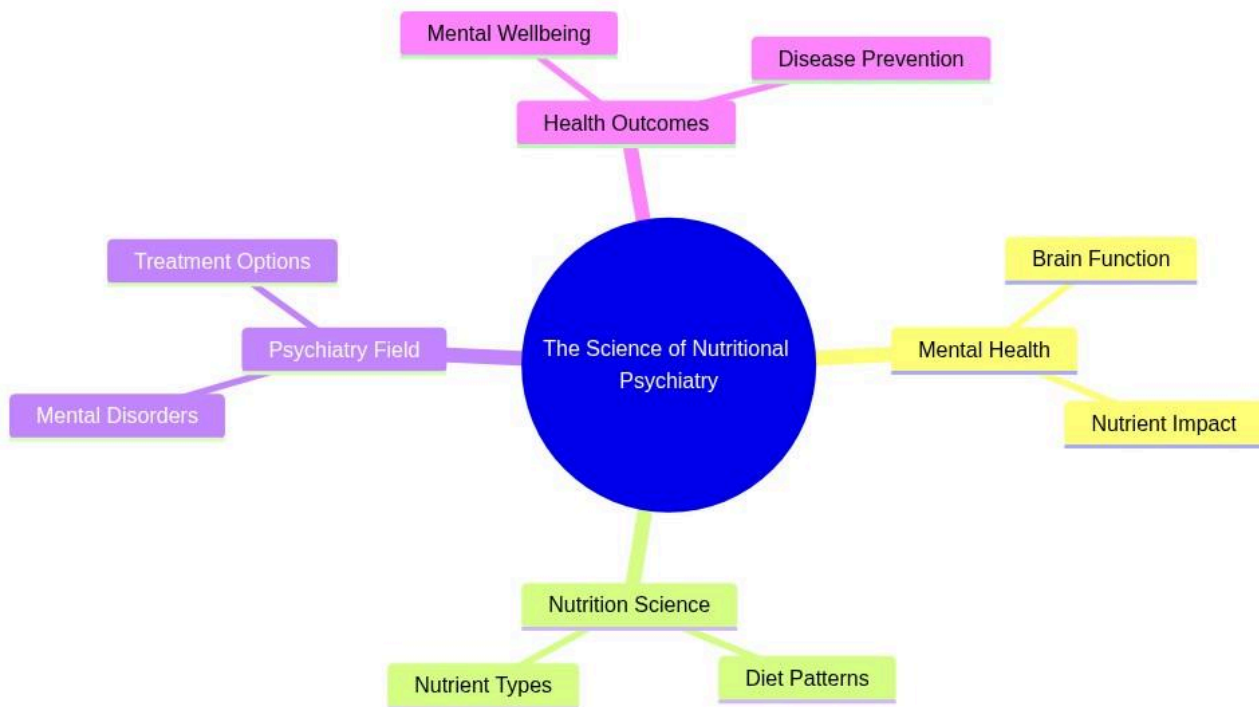 Mental Wellbeing
Disease Prevention
Health Outcomes
Treatment Options
Brain Function
Psychiatry Field
The Science of Nutritional
Psychiatry
Mental Health
Mental Disorders
Nutrient Impact
Nutrition Science
Nutrient Types
Diet Patterns